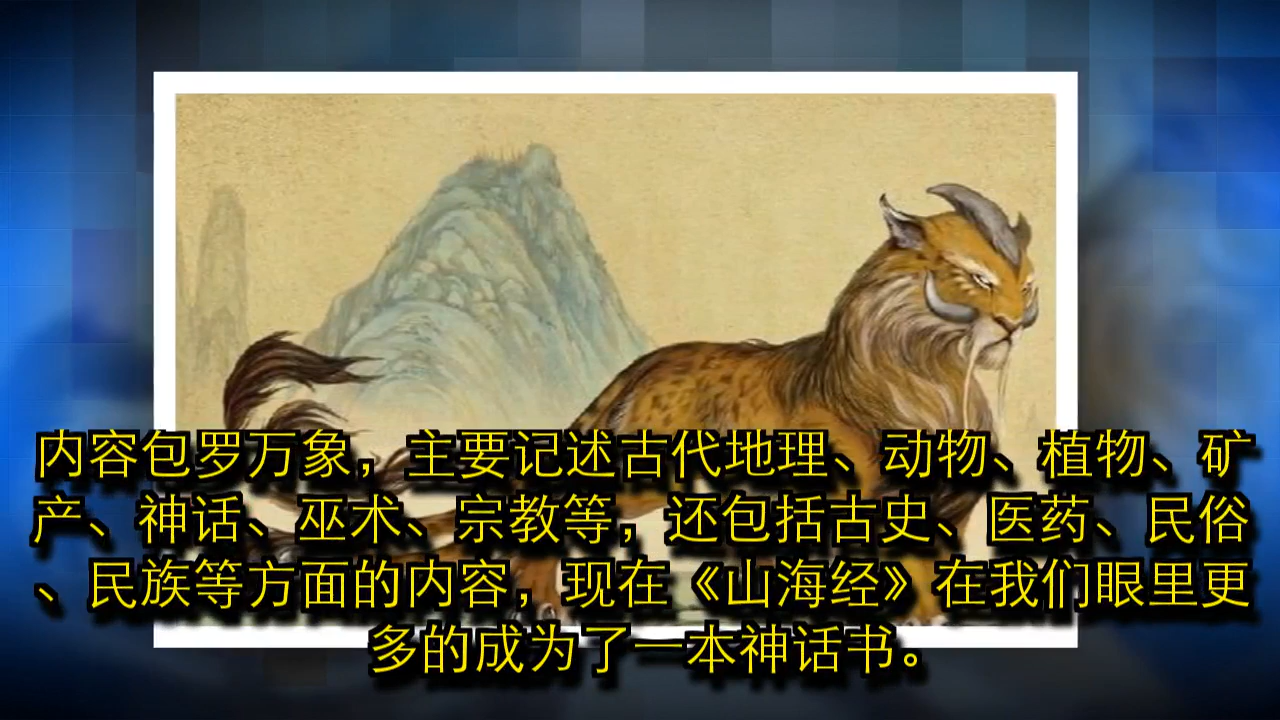 内容包罗万象，主要记述古代地理、动物、植物、矿
产、神话、巫术、宗教等，还包括古史、医药、民俗
、民族等方面的内容，现在《山海经》在我们眼里更
多的成为了一本神话书。